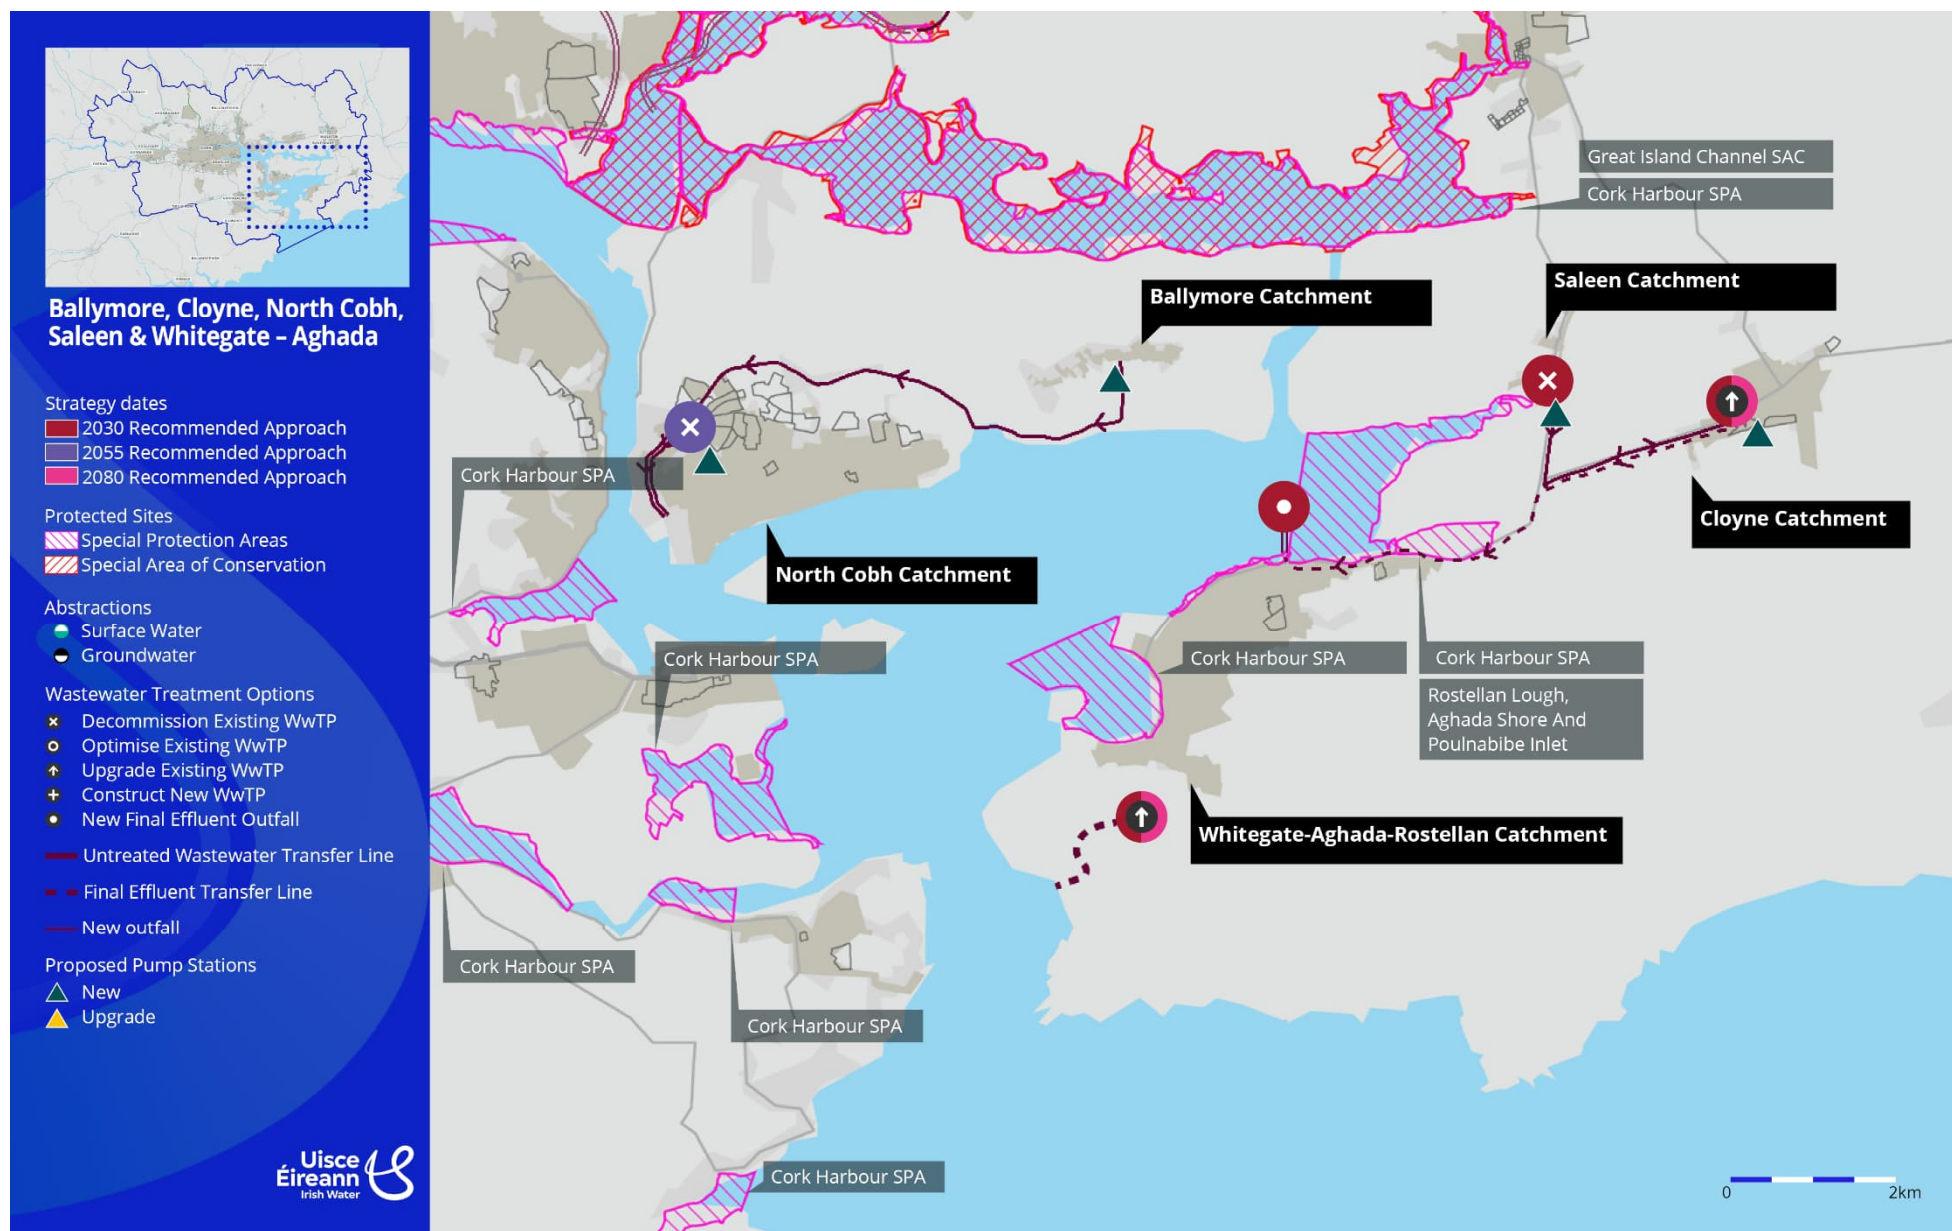 Ballymore, Cloyne, North Cobh,
Saleen & Whitegate – Aghada
Strategy dates
2030 Recommended Approach
2055 Recommended Approach
2080 Recommended Approach
Protected Sites
Special Protection Areas
Special Area of Conservation
Abstractions
Surface Water
Groundwater
Wastewater Treatment Options
Decommission Existing WwTP
Optimise Existing WwTP
Upgrade Existing WwTP
Construct New WwTP
New Final Effluent Outfall
Untreated Wastewater Transfer Line
Final Effluent Transfer Line
New outfall
Proposed Pump Stations
New
Upgrade
Uisce
Éireann
Irish Water
Great Island Channel SAC
Cork Harbour SPA
Saleen Catchment
Ballymore Catchment
Cork Harbour SPA
Cloyne Catchment
North Cobh Catchment
Cork Harbour SPA
Cork Harbour SPA
Cork Harbour SPA
Rostellan Lough,
Aghada Shore And
Poulnabibe Inlet
Whitegate-Aghada-Rostellan Catchment
Cork Harbour SPA
Cork Harbour SPA
Cork Harbour SPA
0
2km